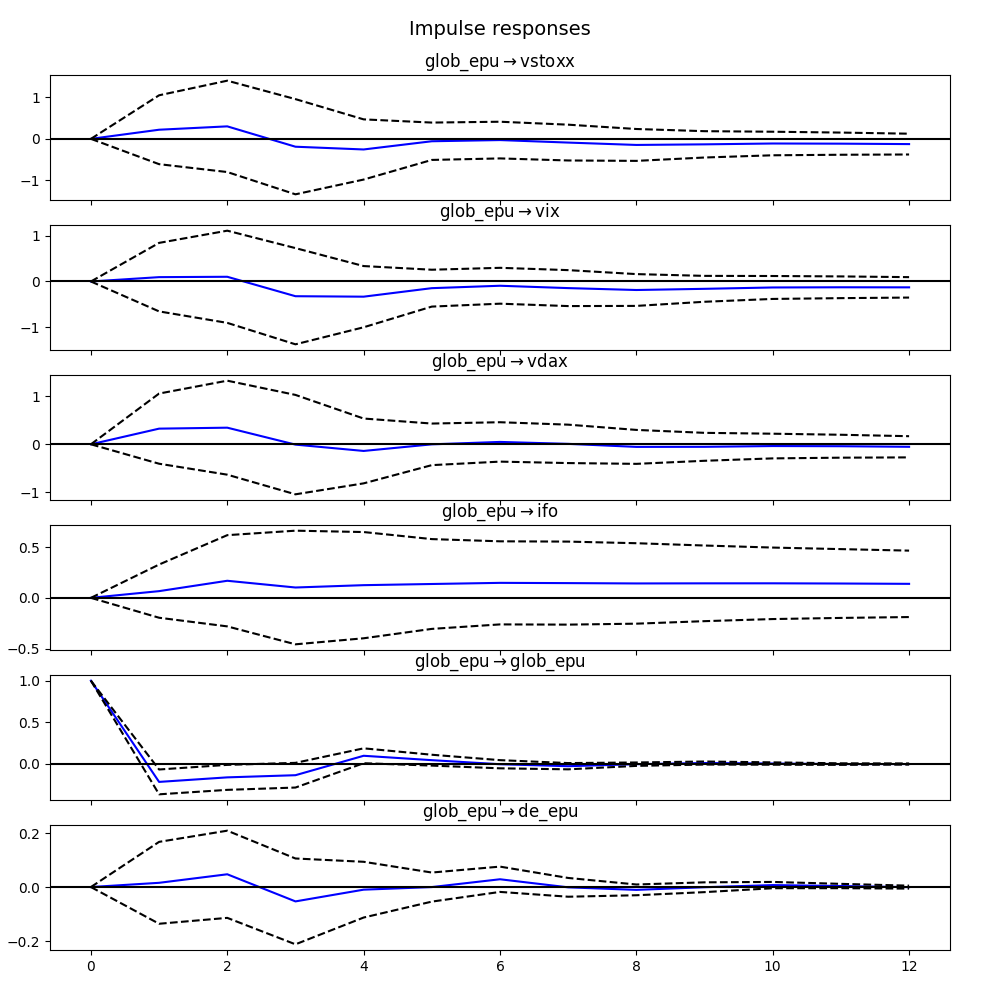 Impulse responses
glob_epu→vstoxx
1
0
−1
glob_epu→vix
1
0
−1
glob_epu→vdax
1
0
−1
glob_epu→ifo
0.5
0.0
−0.5
glob_epu→glob_epu
1.0
0.5
0.0
glob_epu→de_epu
0.2
0.0
−0.2
0 2 4 6 8 10 12